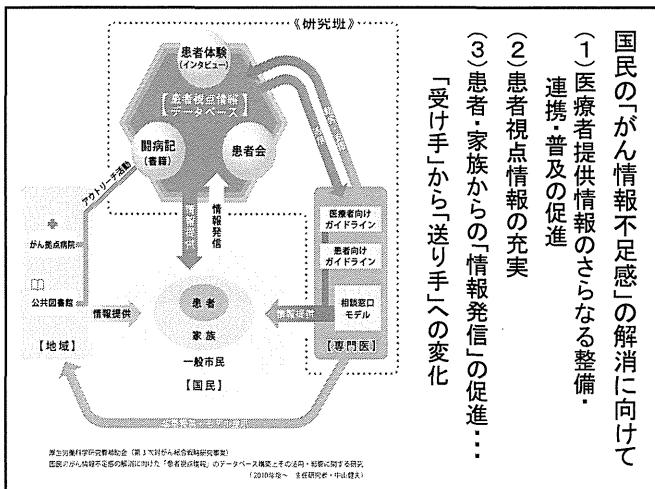 国民の「がん情報不足感」の解消に向けて
(1)医療者提供情報のさらなる整備・
連携・普及の促進
(2)患者視点情報の充実
(3)患者・家族からの「情報発信」の促進・・・
「受け手」から「送り手」への変化
《研究班》
患者体験
(インタビュー)
【患者視点情報
データベース】
闘病記
(書籍)
患者会
アウトリーチ活動
情報提供
情報発信
医療者向け
ガイドライン
患者向け
ガイドライン
相談窓口
モデル
【専門医】
がん拠点病院
公共図書館
【地域】
情報提供
情報提供
患者
家族
一般市民
【国民】
厚生労働科学研究費補助金(第3次対がん総合戦略研究事業)
国民のがん情報不足感の解消に向けた「患者視点情報」のデータベース構築とその活用・影響に関する研究
(2010年度〜 主任研究者・中山健夫)